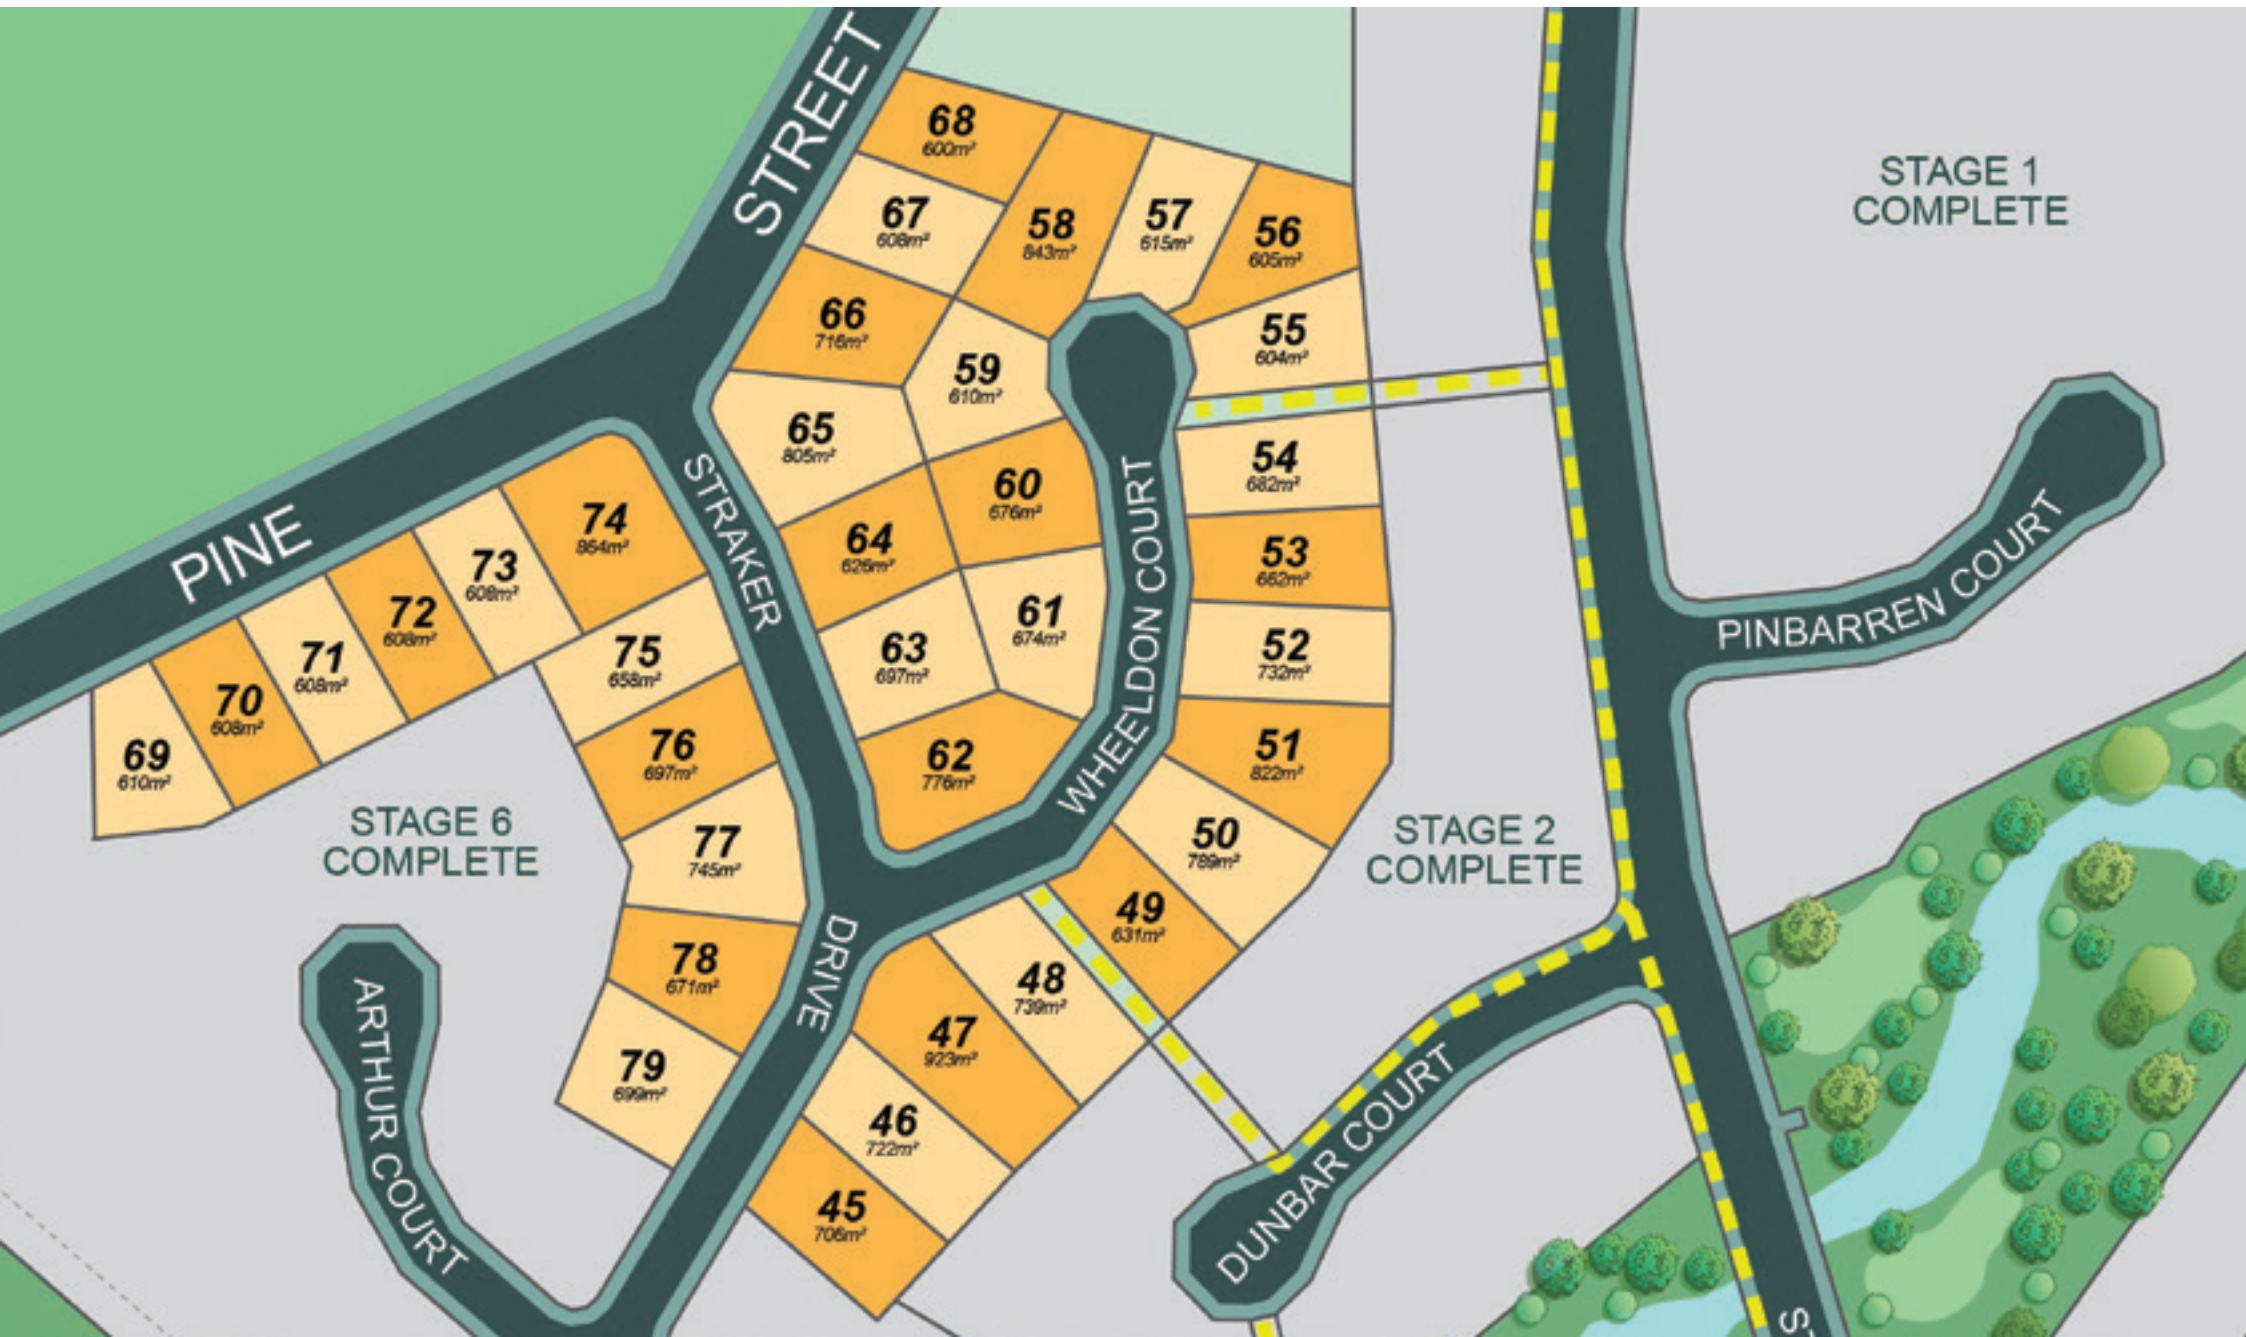 STREET
68
600m²
67
608m²
58
843m²
57
615m²
56
605m²
STAGE 1
COMPLETE
66
716m²
59
610m²
55
604m²
65
805m²
54
682m²
60
676m²
64
626m²
74
864m²
73
608m²
72
608m²
71
608m²
70
608m²
69
610m²
PINE
STRAKER
53
662m²
61
674m²
63
697m²
52
732m²
WHEELDON COURT
PINBARREN COURT
75
658m²
76
697m²
62
776m²
51
822m²
77
745m²
50
789m²
STAGE 6
COMPLETE
STAGE 2
COMPLETE
49
631m²
78
671m²
DRIVE
48
739m²
47
923m²
79
699m²
46
722m²
45
706m²
ARTHUR COURT
DUNBAR COURT